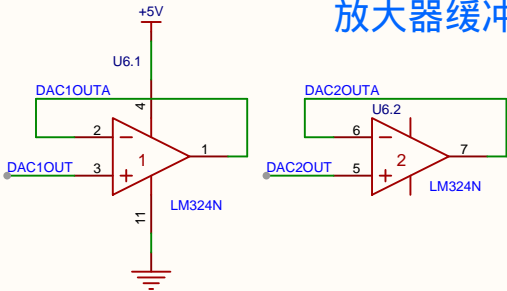 放大器缓冲
+5V
U6.1
DAC1OUTA
4
2
1
1
DAC1OUT
3
LM324N
11
DAC2OUTA
U6.2
6
7
2
DAC2OUT
5
LM324N